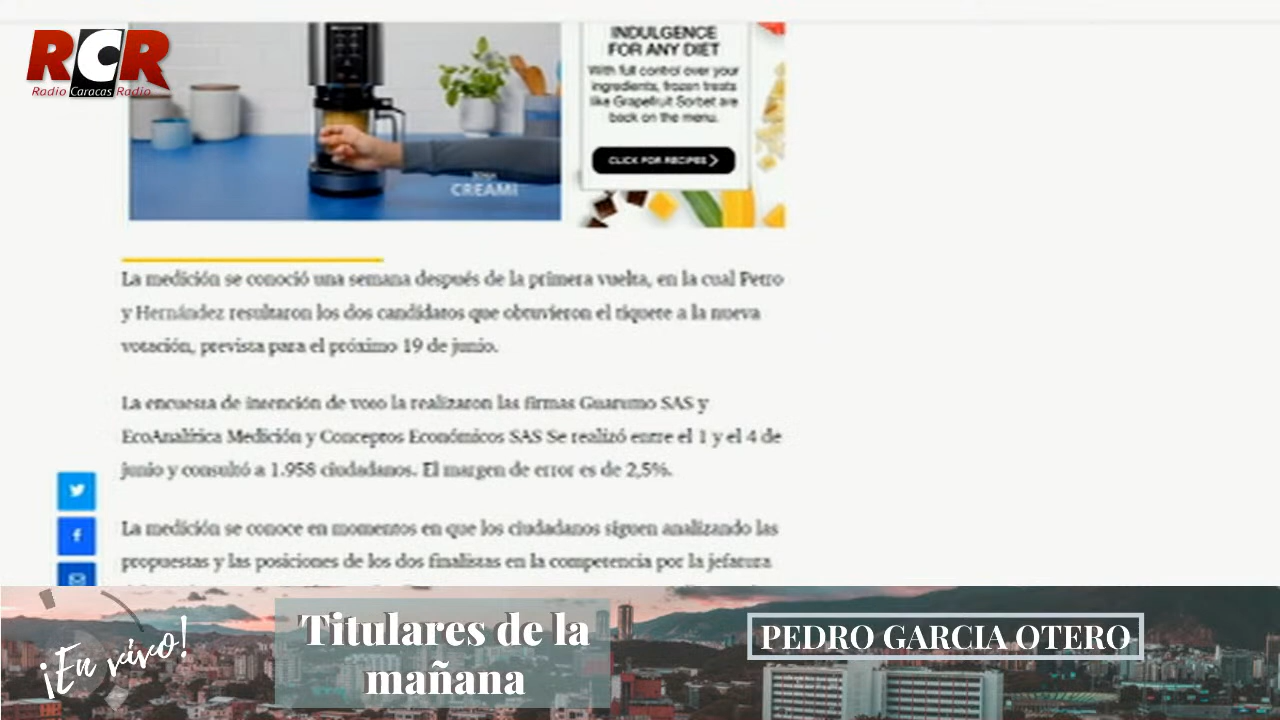 RCR
Radio Caracas Radio
INDULGENCE
FOR ANY DIET
With full control over your
ingredients, frozen treats
like Grapefruit Sorbet are
back on the menu.
CLICK FOR RECIPES
CREAMI
La medición se conoció una semana después de la primera vuelta, en la cual Petro
y Hernández resultaron los dos candidatos que obtuvieron el tiquete a la nueva
votación, prevista para el próximo 19 de junio.
La encuesta de intención de voto la realizaron las firmas Guarumo SAS y
EcoAnalítica Medición y Conceptos Económicos SAS Se realizó entre el 1 y el 4 de
junio y consultó a 1.958 ciudadanos. El margen de error es de 2,5%.
La medición se conoce en momentos en que los ciudadanos siguen analizando las
propuestas y las posiciones de los dos finalistas en la competencia por la jefatura
¡En vivo!
Titulares de la
mañana
PEDRO GARCIA OTERO